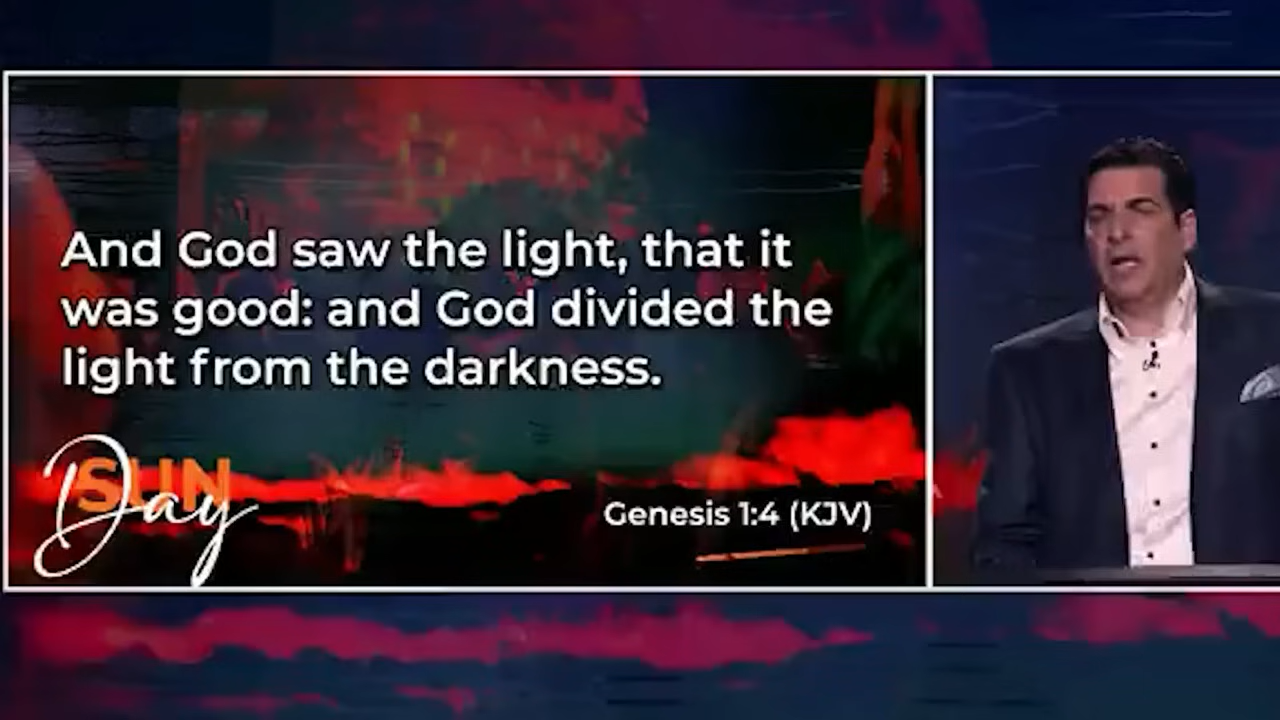 And God saw the light, that it
was good: and God divided the
light from the darkness.
SUN
Day
Genesis 1:4 (KJV)